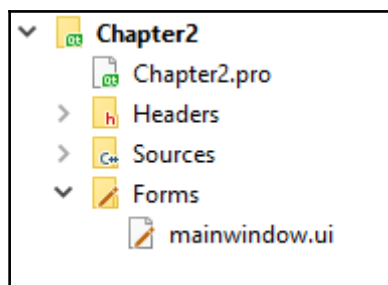 Chapter2
Chapter2.pro
Headers
Sources
Forms
mainwindow.ui